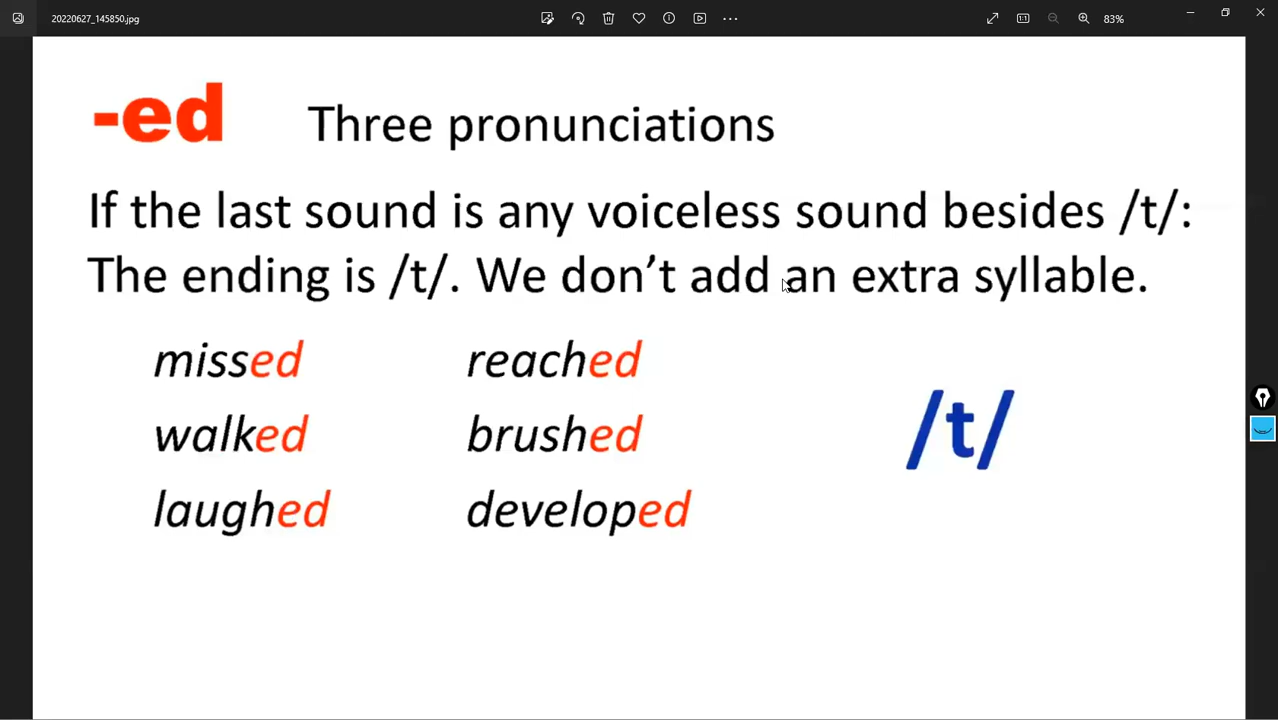 20220627_145850.jpg
83%
-ed Three pronunciations
If the last sound is any voiceless sound besides /t/:
The ending is /t/. We don’t add an extra syllable.
missed reached
walked brushed
/t/
laughed developed